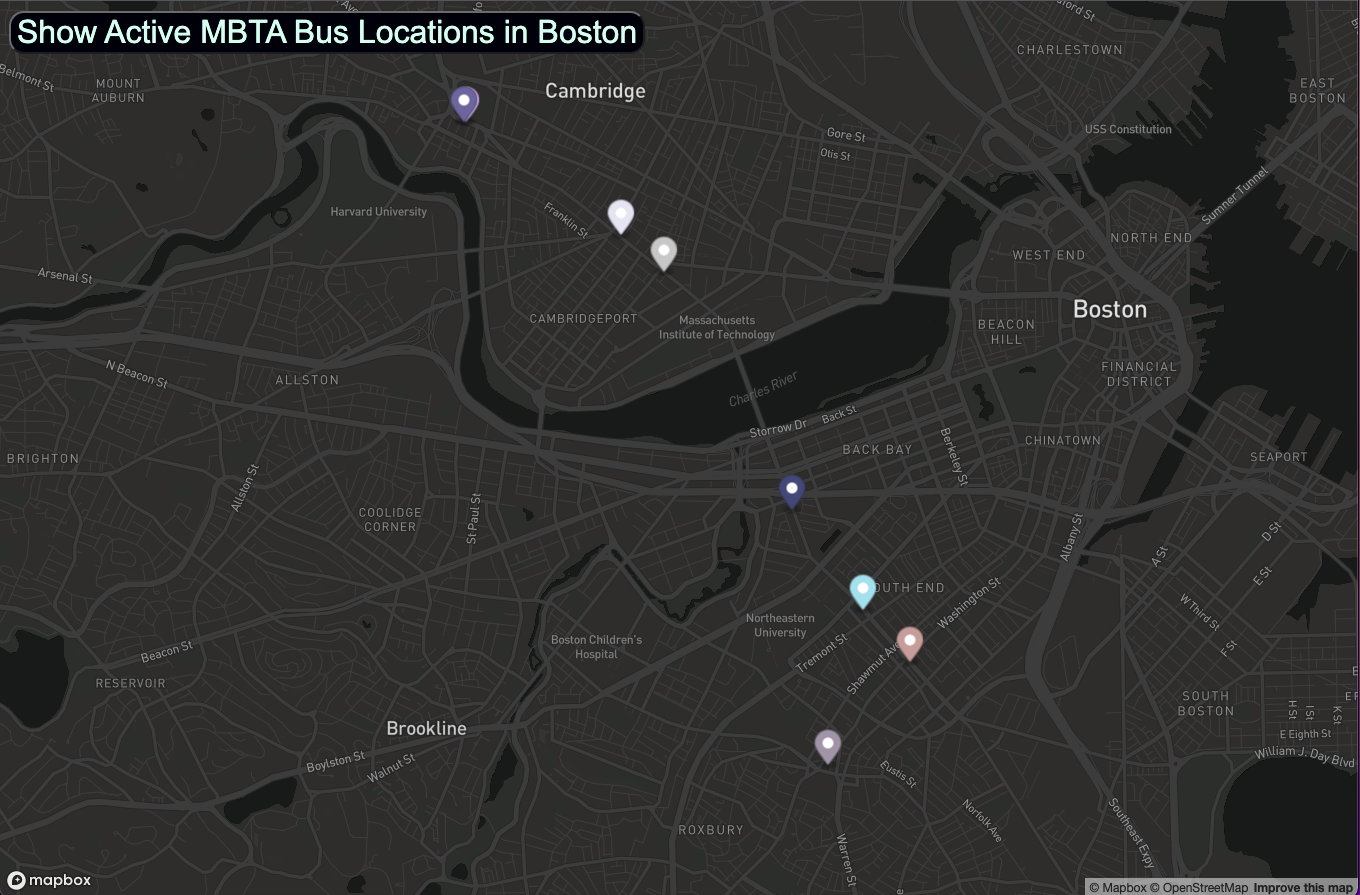 Show Active MBTA Bus Locations in Boston
Belmont St
MOUNT
AUBURN
Cambridge
CHARLESTOWN
EAST
BOSTON
USS Constitution
Gore St
Otis St
Sumner Tunnel
Harvard University
Franklin St
NORTH END
WEST END
Arsenal St
Boston
CAMBRIDGEPORT
Massachusetts
Institute of Technology
BEACON
HILL
FINANCIAL
DISTRICT
N Beacon St
ALLSTON
Charles River
Back St
Storrow Dr
BACK BAY
Berkeley St
CHINATOWN
SEAPORT
BRIGHTON
Allston St
COOLIDGE
CORNER
St Paul St
Albany St
A St
D St
E St
W Third St
F St
OUTH END
Washington St
Northeastern
University
Tremont St
Shawmut Ave
Boston Children's
Hospital
Beacon St
RESERVOIR
SOUTH
BOSTON
H St
I St
K St
E Eighth St
William J. Day Blvd
Brookline
Boylston St
Walnut St
Eustis St
Norfolk Ave
Southeast Expy
ROXBURY
Warren St
mapbox
© Mapbox © OpenStreetMap Improve this map